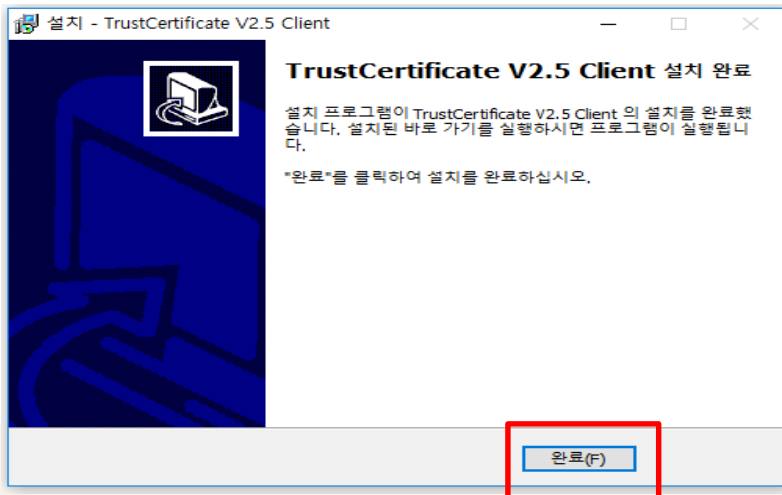 설치 - TrustCertificate V2.5 Client
TrustCertificate V2.5 Client 설치 완료
설치 프로그램이 TrustCertificate V2.5 Client 의 설치를 완료했
습니다. 설치된 바로 가기를 실행하시면 프로그램이 실행됩니
다.
"완료"를 클릭하여 설치를 완료하십시오.
완료(F)